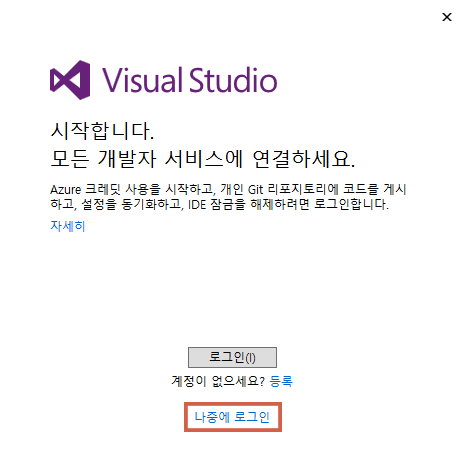 Visual Studio
시작합니다.
모든 개발자 서비스에 연결하세요.
Azure 크레딧 사용을 시작하고, 개인 Git 리포지토리에 코드를 게시
하고, 설정을 동기화하고, IDE 잠금을 해제하려면 로그인합니다.
자세히
로그인(I)
계정이 없으세요? 등록
나중에 로그인